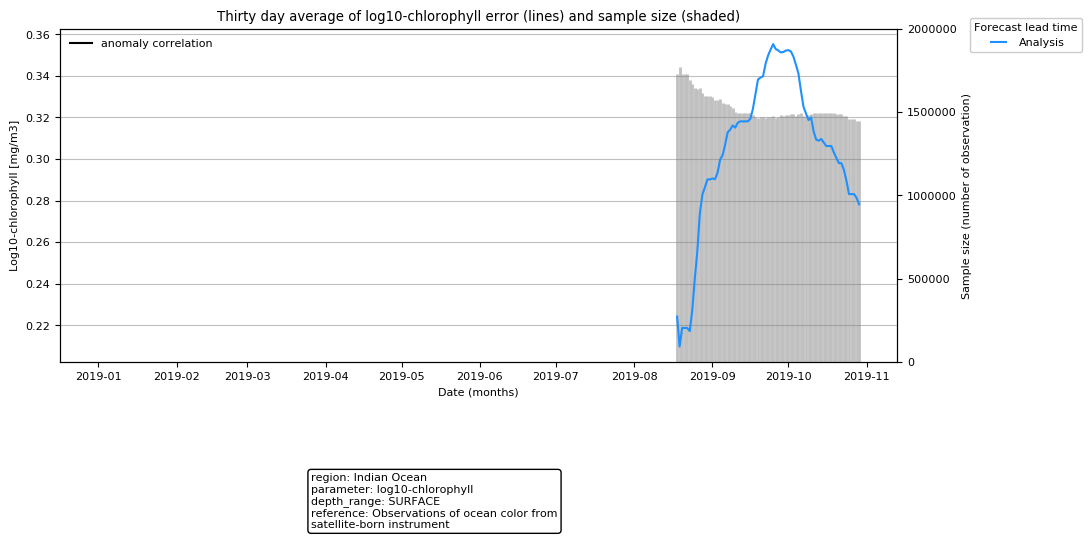 Thirty day average of log10-chlorophyll error (lines) and sample size (shaded)
Forecast lead time
Analysis
anomaly correlation
Log10-chlorophyll [mg/m3]
0.36
0.34
0.32
0.30
0.28
0.26
0.24
0.22
2000000
1500000
1000000
500000
0
Sample size (number of observation)
2019-01
2019-02
2019-03
2019-04
2019-05
2019-06
2019-07
2019-08
2019-09
2019-10
2019-11
Date (months)
region: Indian Ocean
parameter: log10-chlorophyll
depth_range: SURFACE
reference: Observations of ocean color from
satellite-born instrument